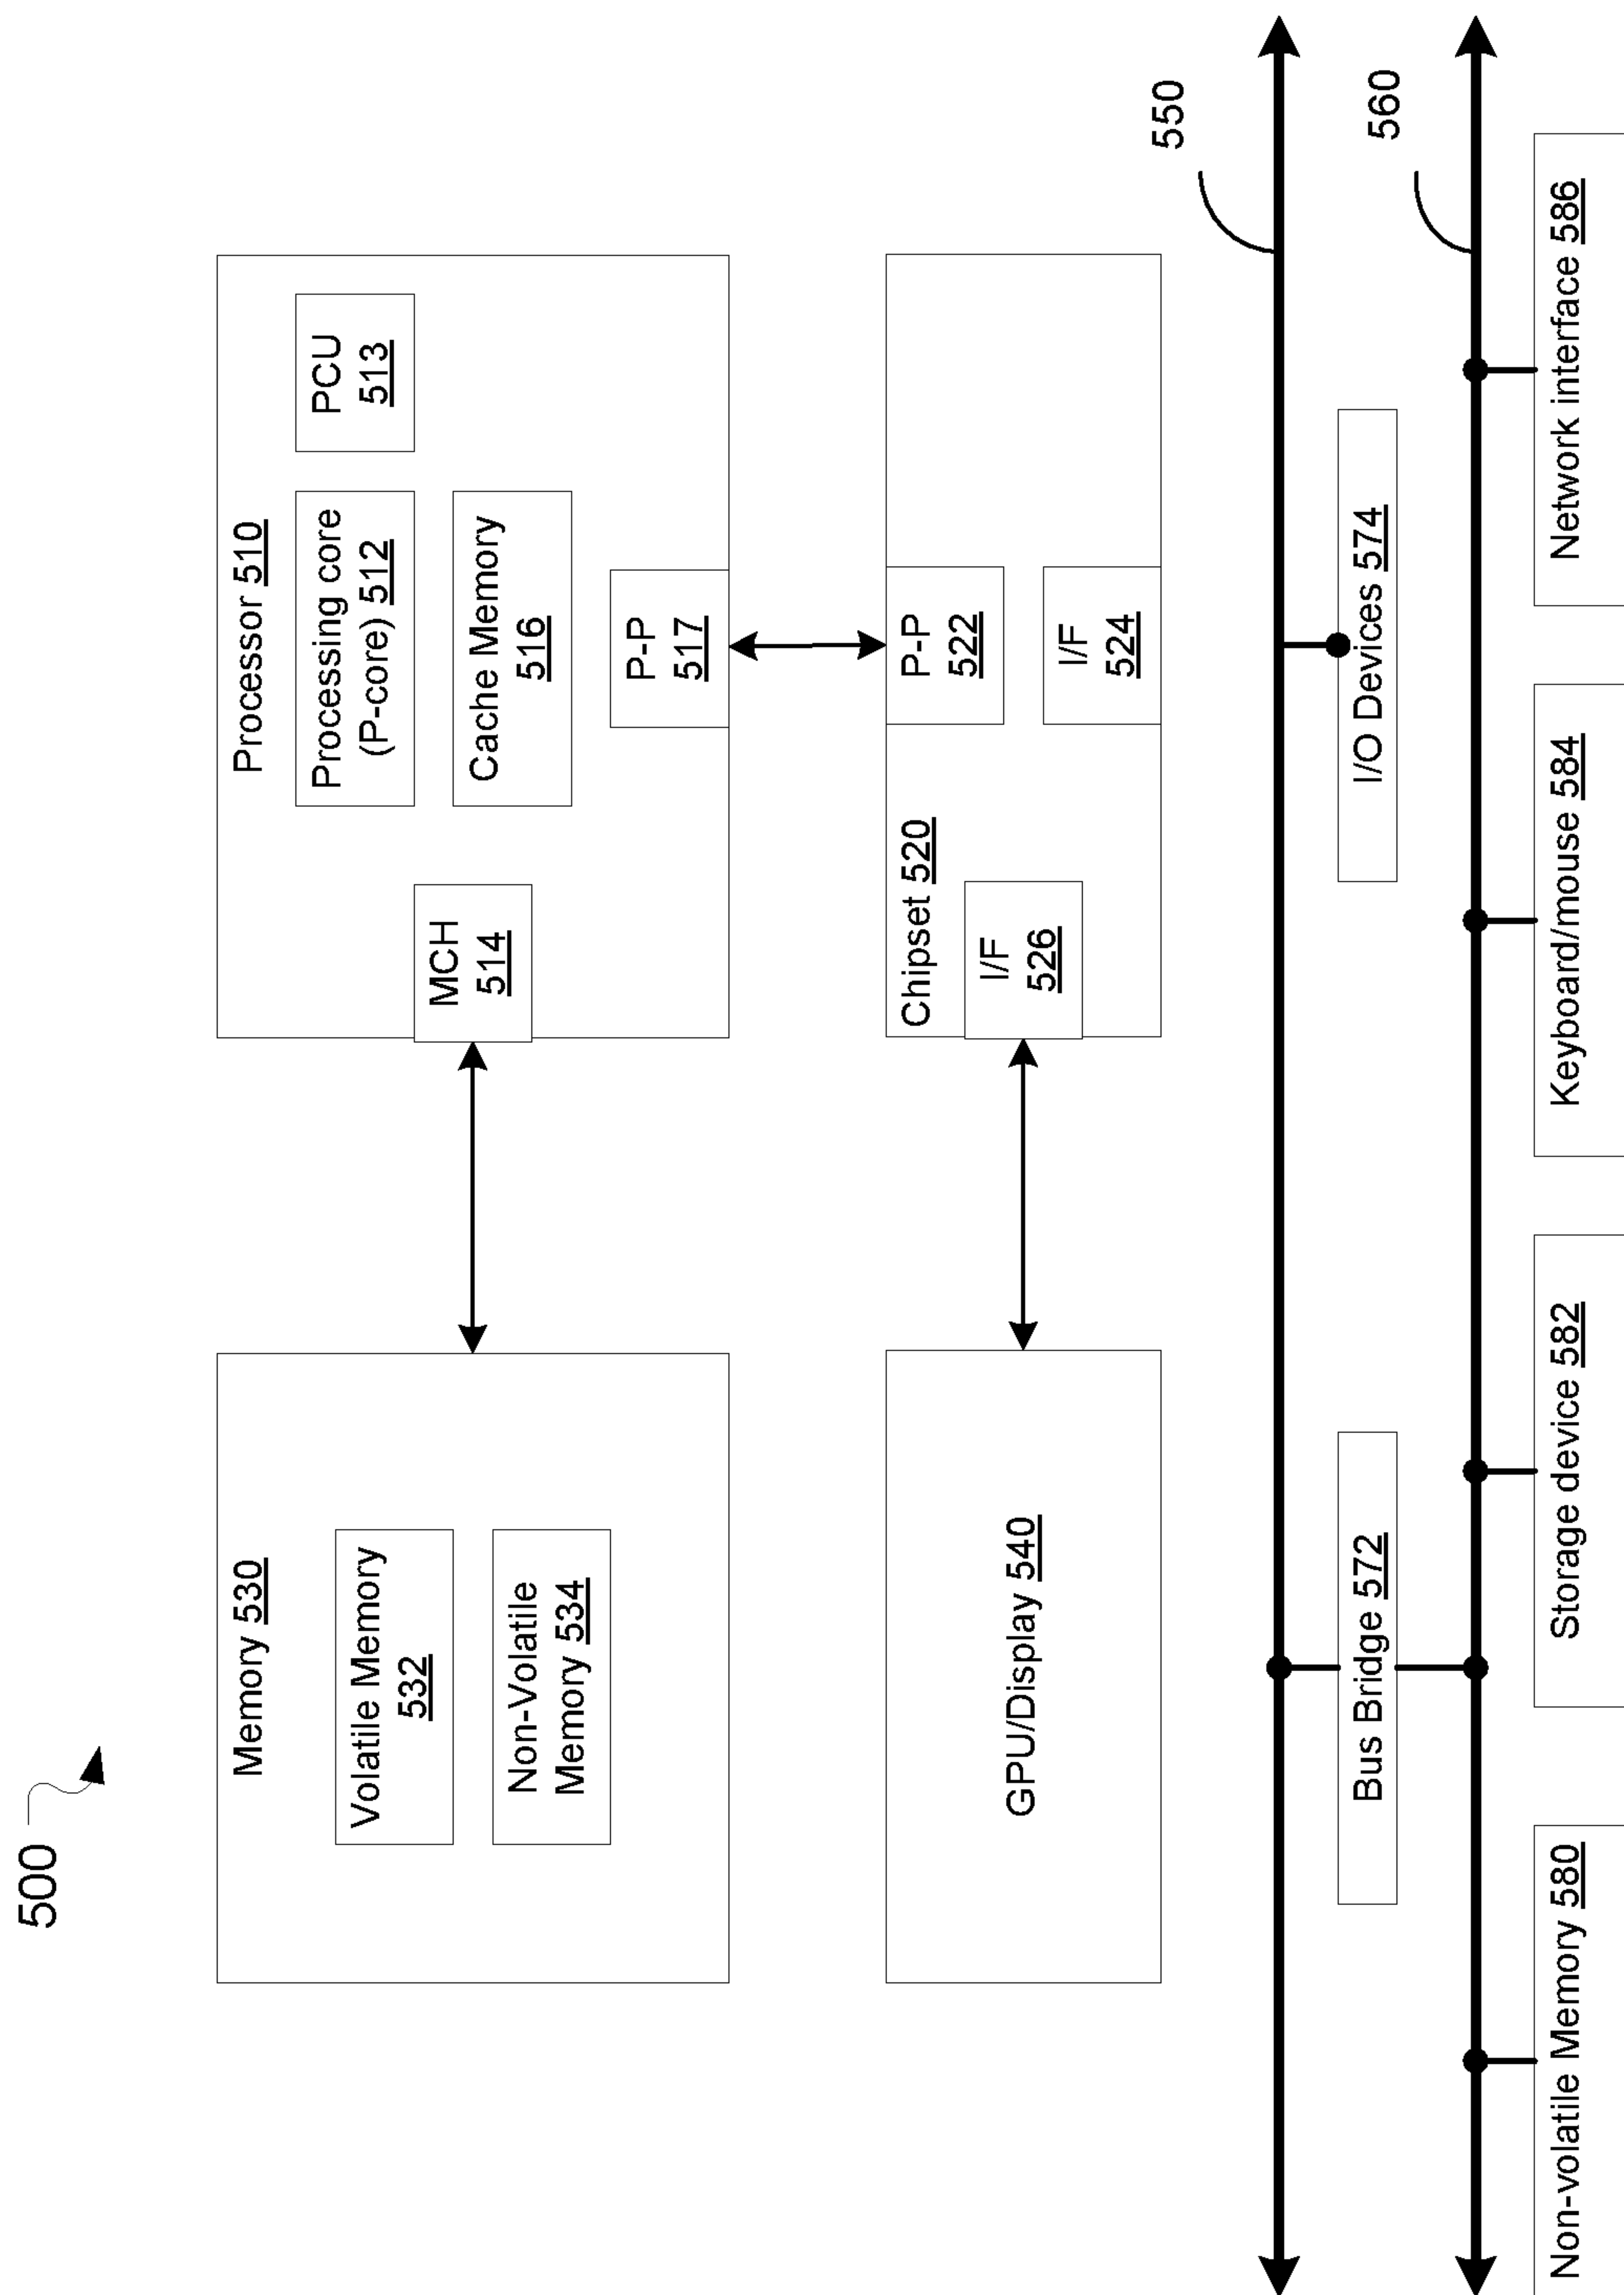 500
Memory 530
Volatile Memory
532
Non-Volatile
Memory 534
Processor 510
Processing core
(P-core) 512
PCU
513
MCH
514
Cache Memory
516
P-P
517
GPU/Display 540
Chipset 520
P-P
522
I/F
526
I/F
524
550
Bus Bridge 572
I/O Devices 574
560
Non-volatile Memory 580
Storage device 582
Keyboard/mouse 584
Network interface 586